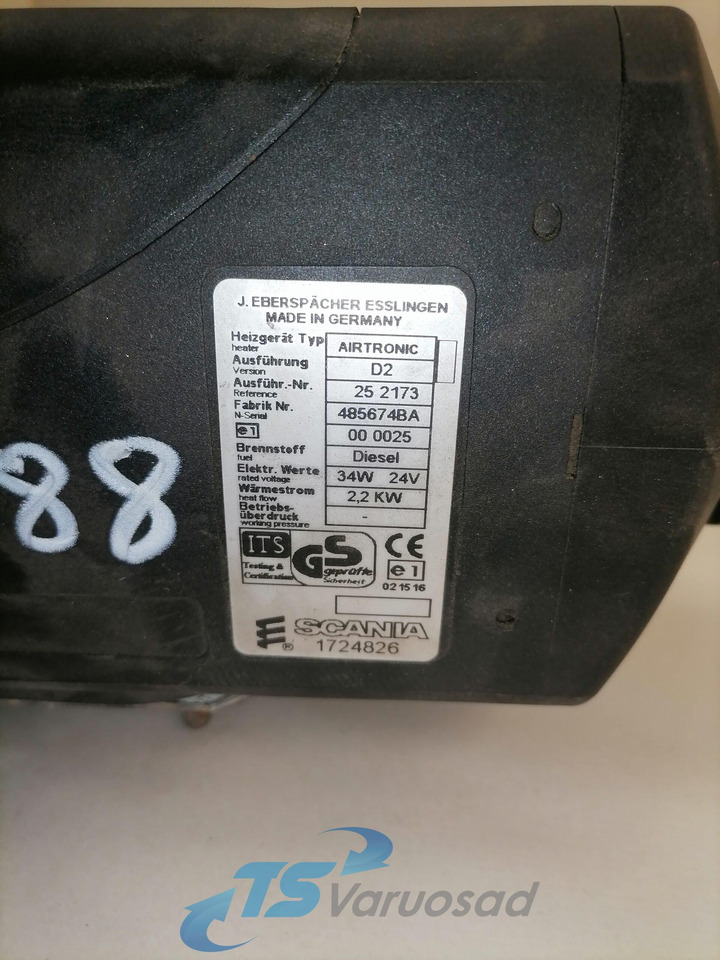 J. EBERSPÄCHER ESSLINGEN
MADE IN GERMANY
Heizgerät Typ AIRTRONIC
heater
Ausführung D2
Version
Ausführ.-Nr. 25 2173
Reference
Fabrik Nr. 485674BA
N-Serial
e1 00 0025
Brennstoff Diesel
fuel
Elektr. Werte 34W 24V
rated voltage
Wärmestrom 2,2 KW
heat flow
Betriebs-
überdruck -
working pressure
ITS GS CE
Testing & geprüfte e1
Certification Sicherheit 02 15 16
® SCANIA
1724826
88
TS Varuosad